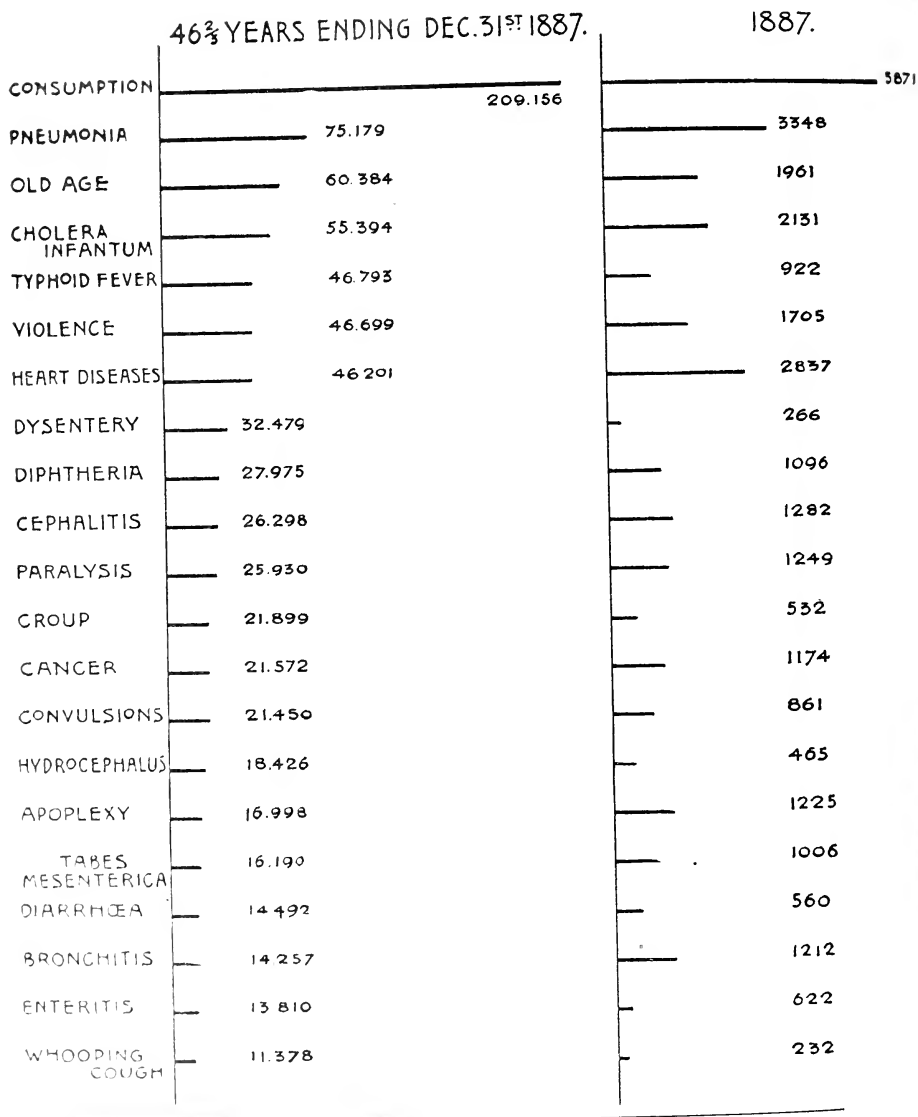 46⅔ YEARS ENDING DEC. 31ST 1887. 1887.
CONSUMPTION 209.156 5871
PNEUMONIA 75.179 3348
OLD AGE 60.384 1961
CHOLERA INFANTUM 55.394 2131
TYPHOID FEVER 46.793 922
VIOLENCE 46.699 1705
HEART DISEASES 46 201 2837
DYSENTERY 32.479 266
DIPHTHERIA 27.975 1096
CEPHALITIS 26.298 1282
PARALYSIS 25.930 1249
CROUP 21.899 532
CANCER 21.572 1174
CONVULSIONS 21.450 861
HYDROCEPHALUS 18.426 465
APOPLEXY 16.998 1225
TABES MESENTERICA 16.190 1006
DIARRHŒA 14 492 560
BRONCHITIS 14.257 1212
ENTERITIS 13 810 622
WHOOPING COUGH 11.378 232